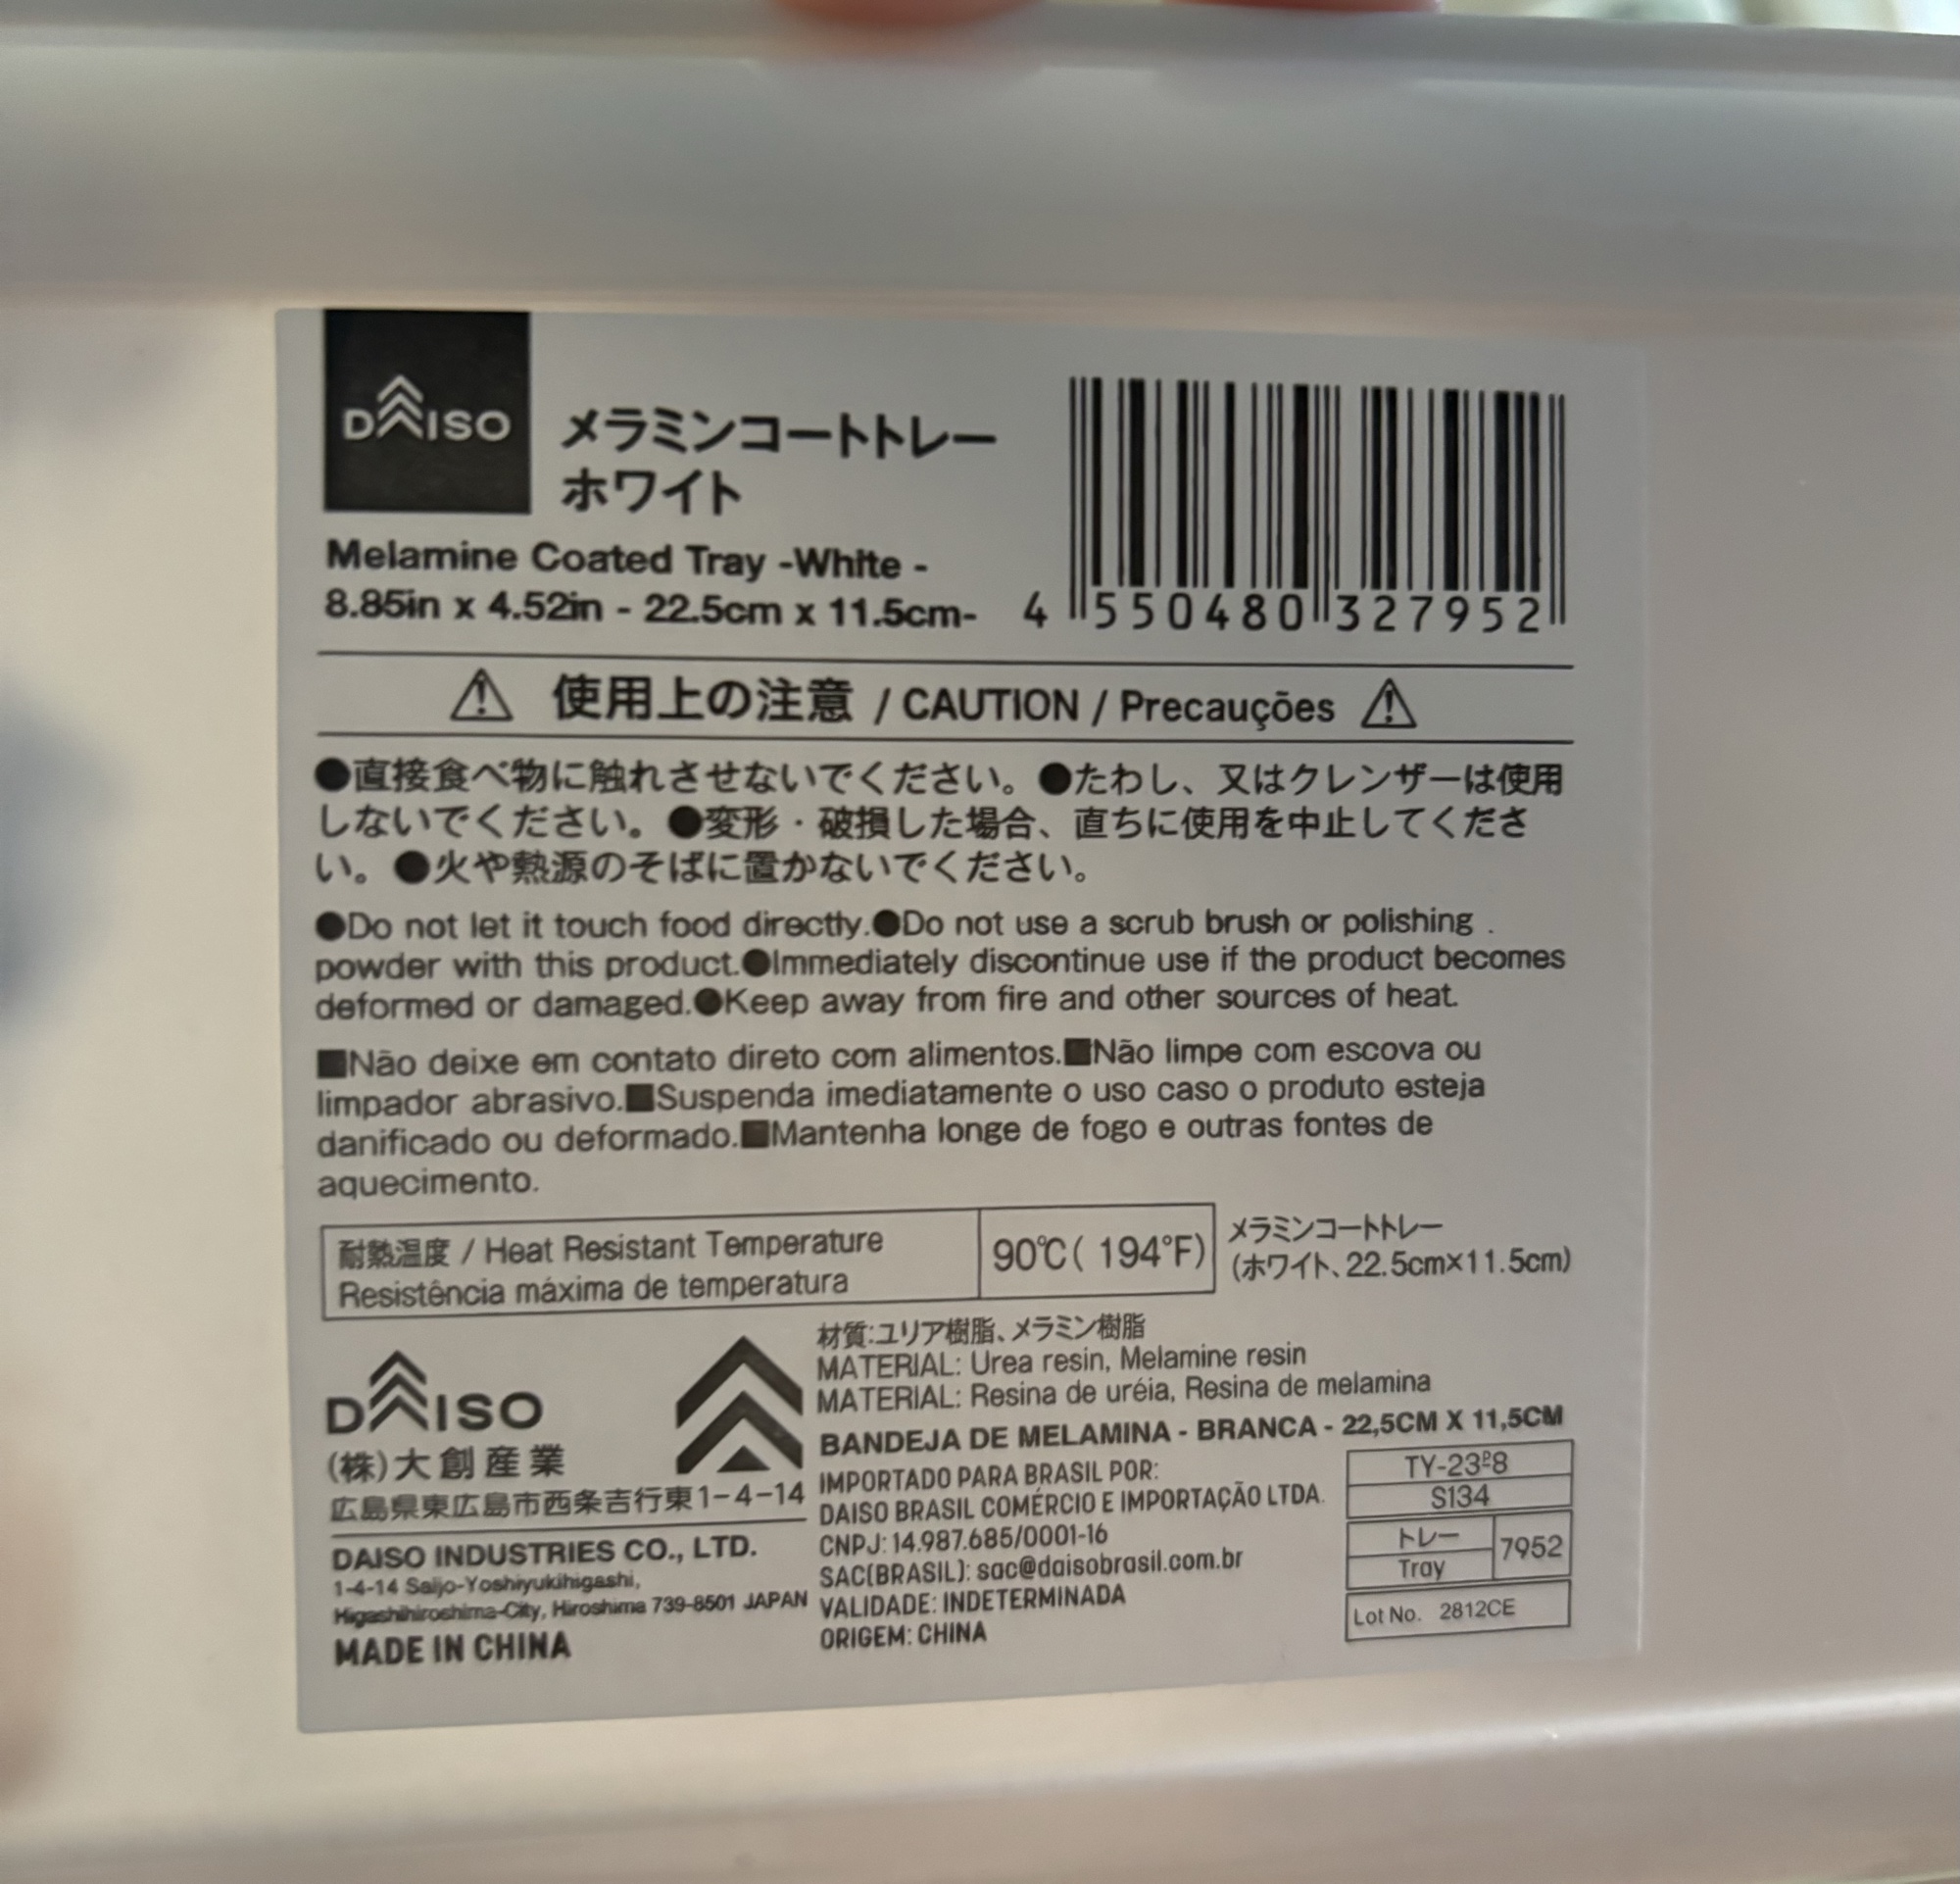 DAISO
メラミンコートトレー
ホワイト
Melamine Coated Tray -White -
8.85in x 4.52in - 22.5cm x 11.5cm-
4 550480 327952
使用上の注意 / CAUTION / Precauções
●直接食べ物に触れさせないでください。●たわし、又はクレンザーは使用
しないでください。●変形・破損した場合、直ちに使用を中止してくださ
い。●火や熱源のそばに置かないでください。
●Do not let it touch food directly.●Do not use a scrub brush or polishing .
powder with this product.●Immediately discontinue use if the product becomes
deformed or damaged.●Keep away from fire and other sources of heat.
■Não deixe em contato direto com alimentos.■Não limpe com escova ou
limpador abrasivo.■Suspenda imediatamente o uso caso o produto esteja
danificado ou deformado.■Mantenha longe de fogo e outras fontes de
aquecimento.
耐熱温度 / Heat Resistant Temperature
Resistência máxima de temperatura
90℃( 194°F)
メラミンコートトレー
(ホワイト、22.5cm×11.5cm)
材質:ユリア樹脂、メラミン樹脂
MATERIAL: Urea resin, Melamine resin
MATERIAL: Resina de uréia, Resina de melamina
BANDEJA DE MELAMINA - BRANCA - 22,5CM X 11,5CM
IMPORTADO PARA BRASIL POR:
DAISO BRASIL COMÉRCIO E IMPORTAÇÃO LTDA.
CNPJ: 14.987.685/0001-16
SAC(BRASIL): sac@daisobrasil.com.br
VALIDADE: INDETERMINADA
ORIGEM: CHINA
DAISO
(株)大創産業
広島県東広島市西条吉行東1-4-14
DAISO INDUSTRIES CO., LTD.
1-4-14 Saijo-Yoshiyukihigashi,
Higashihiroshima-City, Hiroshima 739-8501 JAPAN
MADE IN CHINA
TY-23P8
S134
トレー
Tray
7952
Lot No. 2812CE